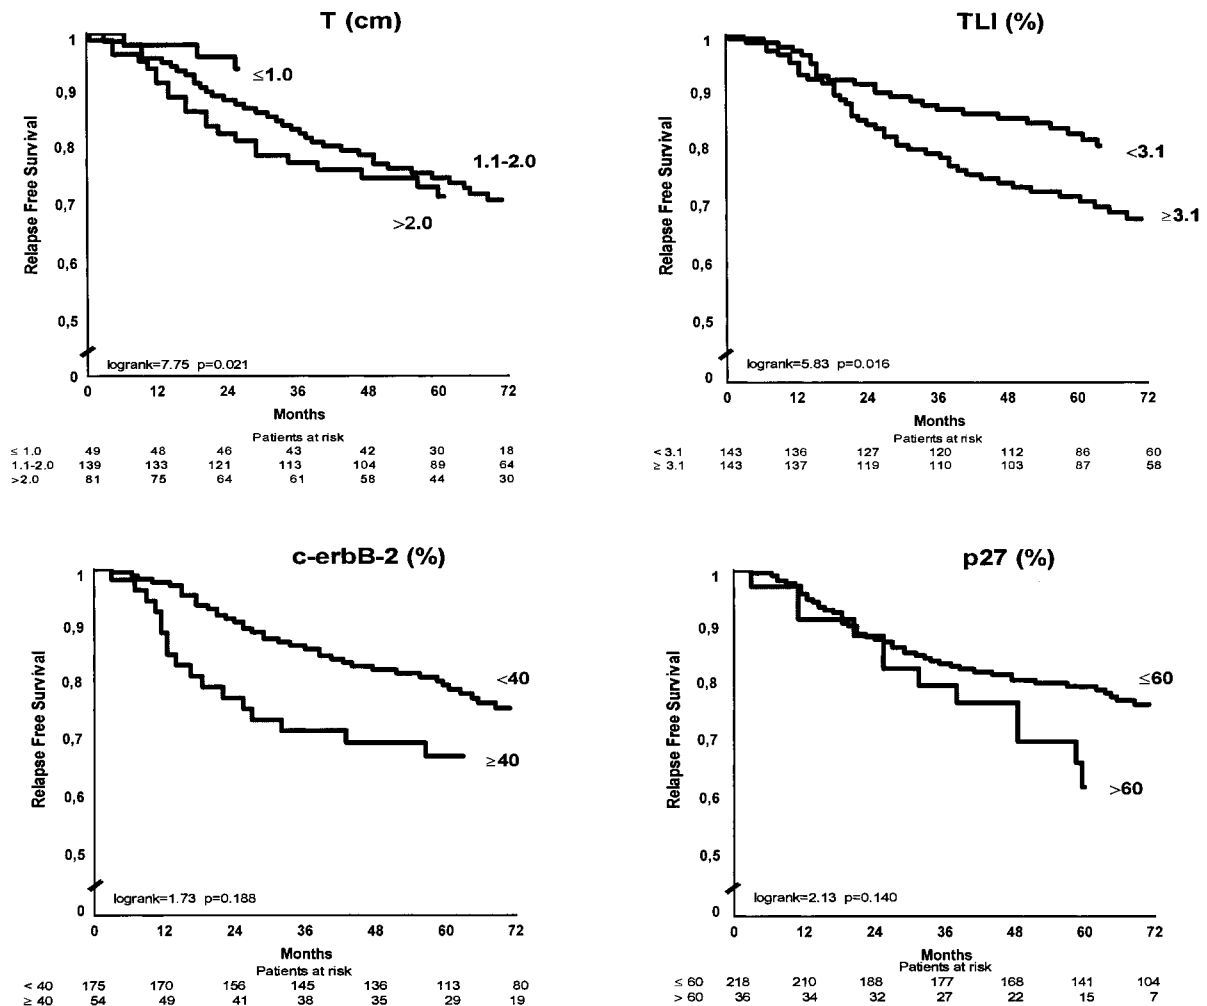 T (cm)
1
0,9
0,8
0,7
0,6
0,5
0
Relapse Free Survival
≤1.0
1.1-2.0
>2.0
logrank=7.75 p=0.021
0 12 24 36 48 60 72
Months
Patients at risk
≤ 1.0 49 48 46 43 42 30 18
1.1-2.0 139 133 121 113 104 89 64
>2.0 81 75 64 61 58 44 30
TLI (%)
1
0,9
0,8
0,7
0,6
0,5
0
Relapse Free Survival
<3.1
≥3.1
logrank=5.83 p=0.016
0 12 24 36 48 60 72
Months
Patients at risk
< 3.1 143 136 127 120 112 86 60
≥ 3.1 143 137 119 110 103 87 58
c-erbB-2 (%)
1
0,9
0,8
0,7
0,6
0,5
0
Relapse Free Survival
<40
≥40
logrank=1.73 p=0.188
0 12 24 36 48 60 72
Months
Patients at risk
< 40 175 170 156 145 136 113 80
≥ 40 54 49 41 38 35 29 19
p27 (%)
1
0,9
0,8
0,7
0,6
0,5
0
Relapse Free Survival
≤60
>60
logrank=2.13 p=0.140
0 12 24 36 48 60 72
Months
Patients at risk
≤ 60 218 210 188 177 168 141 104
> 60 36 34 32 27 22 15 7